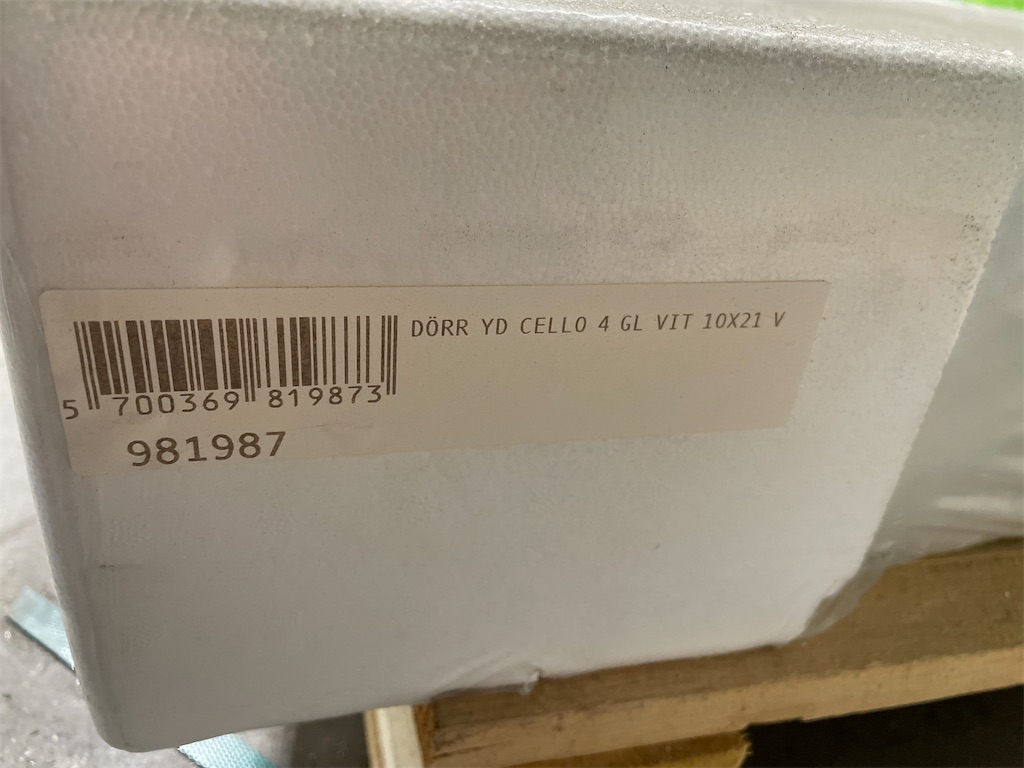 DÖRR YD CELLO 4 GL VIT 10X21 V
5 700369 819873
981987